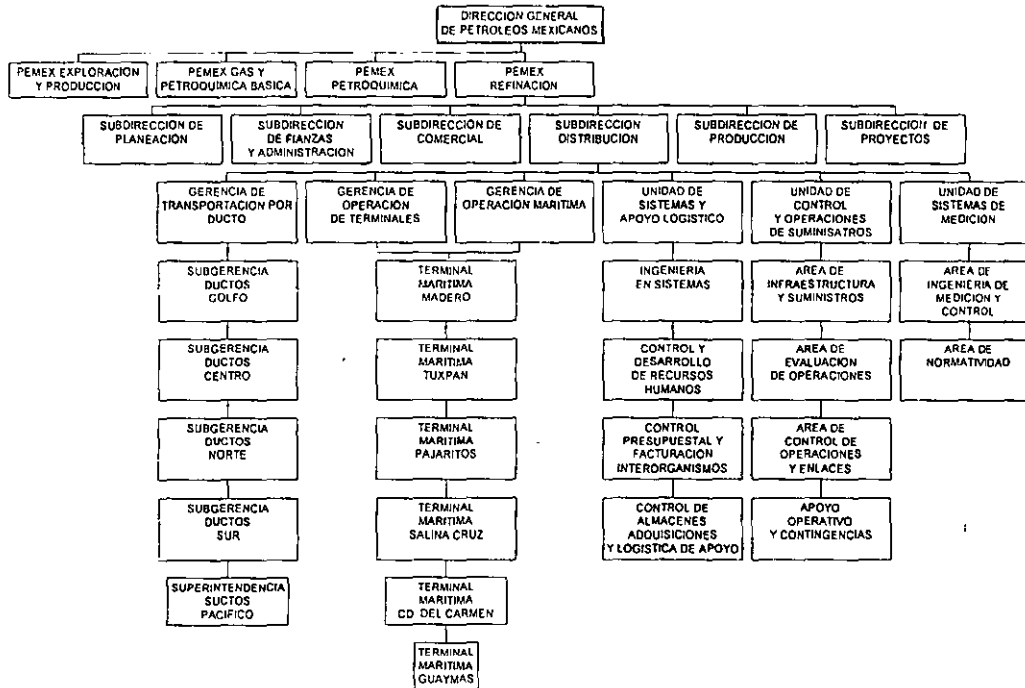 DIRECCION GENERAL
DE PETROLEOS MEXICANOS
PEMEX EXPLORACION
Y PRODUCCION
PEMEX GAS Y
PETROQUIMICA BASICA
PEMEX
PETROQUIMICA
PEMEX
REFINACION
SUBDIRECCION DE
PLANEACION
SUBDIRECCION
DE FIANZAS
Y ADMINISTRACION
SUBDIRECCION DE
COMERCIAL
SUBDIRECCION
DISTRIBUCION
SUBDIRECCION DE
PRODUCCION
SUBDIRECCION DE
PROYECTOS
GERENCIA DE
TRANSPORTACION POR
DUCTO
GERENCIA DE
OPERACION
DE TERMINALES
GERENCIA DE
OPERACION MARITIMA
UNIDAD DE
SISTEMAS Y
APOYO LOGISTICO
UNIDAD DE
CONTROL
Y OPERACIONES
DE SUMINISATROS
UNIDAD DE
SISTEMAS DE
MEDICION
SUBGERENCIA
DUCTOS
GOLFO
TERMINAL
MARITIMA
MADERO
INGENIERIA
EN SISTEMAS
AREA DE
INFRAESTRUCTURA
Y SUMINISTROS
AREA DE
INGENIERIA DE
MEDICION Y
CONTROL
SUBGERENCIA
DUCTOS
CENTRO
TERMINAL
MARITIMA
TUXPAN
CONTROL Y
DESARROLLO
DE RECURSOS
HUMANOS
AREA DE
EVALUACION
DE OPERACIONES
AREA DE
NORMATIVIDAD
SUBGERENCIA
DUCTOS
NORTE
TERMINAL
MARITIMA
PAJARITOS
CONTROL
PRESUPUESTAL Y
FACTURACION
INTERORGANISMOS
AREA DE
CONTROL DE
OPERACIONES
Y ENLACES
SUBGERENCIA
DUCTOS
SUR
TERMINAL
MARITIMA
SALINA CRUZ
CONTROL DE
ALMACENES
ADQUISICIONES
Y LOGISTICA DE APOYO
APOYO
OPERATIVO
Y CONTINGENCIAS
SUPERINTENDENCIA
SUCTOS
PACIFICO
TERMINAL
MARITIMA
CD DEL CARMEN
TERMINAL
MARITIMA
GUAYMAS